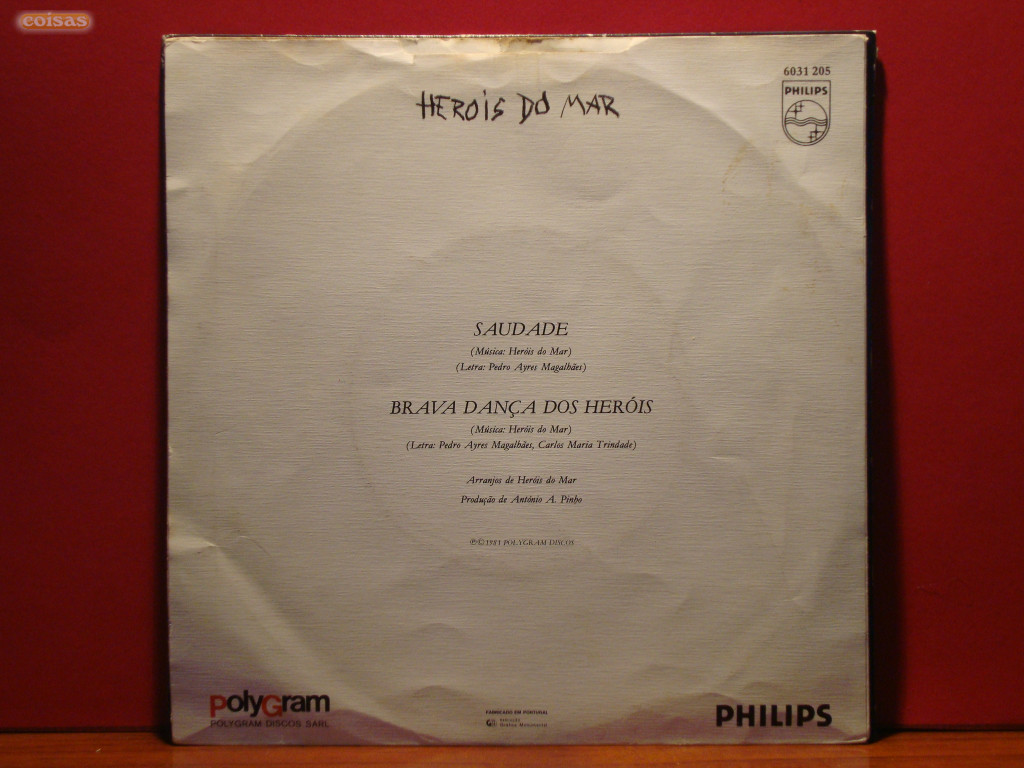 coisas
6031 205
PHILIPS
HEROIS DO MAR
SAUDADE
(Música: Heróis do Mar)
(Letra: Pedro Ayres Magalhães)
BRAVA DANÇA DOS HERÓIS
(Música: Heróis do Mar)
(Letra: Pedro Ayres Magalhães, Carlos Maria Trindade)
Arranjos de Heróis do Mar
Produção de António A. Pinho
℗©1981 POLYGRAM DISCOS
polyGram
POLYGRAM DISCOS SARL
FABRICADO EM PORTUGAL
PHILIPS